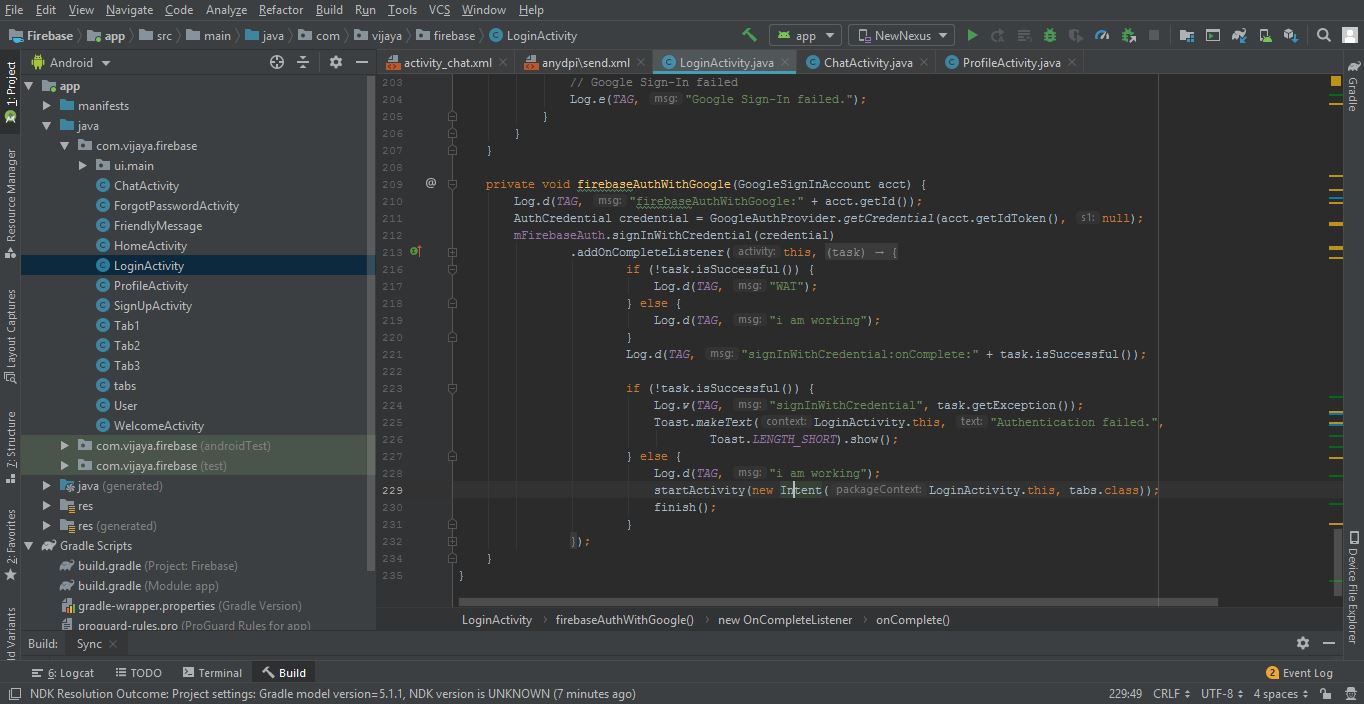 File Edit View Navigate Code Analyze Refactor Build Run Tools VCS Window Help
Firebase app src main java com vijaya firebase LoginActivity app NewNexus
Android
activity_chat.xml anydpi\send.xml LoginActivity.java ChatActivity.java ProfileActivity.java
1: Project
Resource Manager
Layout Captures
Z: Structure
2: Favorites
ld Variants
app
manifests
java
com.vijaya.firebase
ui.main
ChatActivity
ForgotPasswordActivity
FriendlyMessage
HomeActivity
LoginActivity
ProfileActivity
SignUpActivity
Tab1
Tab2
Tab3
tabs
User
WelcomeActivity
com.vijaya.firebase (androidTest)
com.vijaya.firebase (test)
java (generated)
res
res (generated)
Gradle Scripts
build.gradle (Project: Firebase)
build.gradle (Module: app)
gradle-wrapper.properties (Gradle Version)
proguard-rules.pro (ProGuard Rules for app)
203 // Google Sign-In failed
204 Log.e(TAG, msg: "Google Sign-In failed.");
205 }
206 }
207 }
208
209 @ private void firebaseAuthWithGoogle(GoogleSignInAccount acct) {
210 Log.d(TAG, msg: "firebaseAuthWithGoogle:" + acct.getId());
211 AuthCredential credential = GoogleAuthProvider.getCredential(acct.getIdToken(), s1: null);
212 mFirebaseAuth.signInWithCredential(credential)
213 .addOnCompleteListener( activity: this, (task) → {
216 if (!task.isSuccessful()) {
217 Log.d(TAG, msg: "WAT");
218 } else {
219 Log.d(TAG, msg: "i am working");
220 }
221 Log.d(TAG, msg: "signInWithCredential:onComplete:" + task.isSuccessful());
222
223 if (!task.isSuccessful()) {
224 Log.v(TAG, msg: "signInWithCredential", task.getException());
225 Toast.makeText( context: LoginActivity.this, text: "Authentication failed.",
226 Toast.LENGTH_SHORT).show();
227 } else {
228 Log.d(TAG, msg: "i am working");
229 startActivity(new Intent( packageContext: LoginActivity.this, tabs.class));
230 finish();
231 }
232 });
234 }
235 }
Gradle
Device File Explorer
LoginActivity › firebaseAuthWithGoogle() › new OnCompleteListener › onComplete()
Build: Sync
6: Logcat TODO Terminal Build 2 Event Log
NDK Resolution Outcome: Project settings: Gradle model version=5.1.1, NDK version is UNKNOWN (7 minutes ago) 229:49 CRLF UTF-8 4 spaces